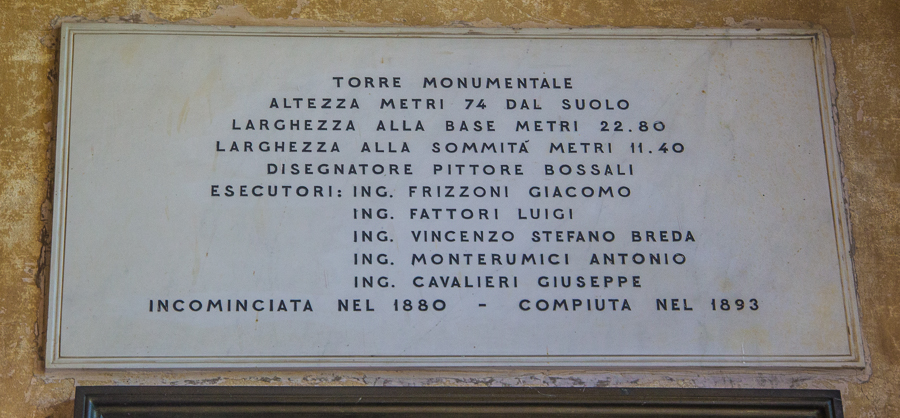 TORRE MONUMENTALE
ALTEZZA METRI 74 DAL SUOLO
LARGHEZZA ALLA BASE METRI 22.80
LARGHEZZA ALLA SOMMITÁ METRI 11.40
DISEGNATORE PITTORE BOSSALI
ESECUTORI: ING. FRIZZONI GIACOMO
ING. FATTORI LUIGI
ING. VINCENZO STEFANO BREDA
ING. MONTERUMICI ANTONIO
ING. CAVALIERI GIUSEPPE
INCOMINCIATA NEL 1880 - COMPIUTA NEL 1893